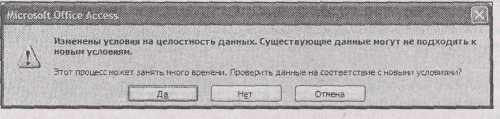 Microsoft Office Access
Изменены условия на целостность данных. Существующие данные могут не подходить к
новым условиям.
Этот процесс может занять много времени. Проверить данные на соответствие с новыми условиями?
Да Нет Отмена